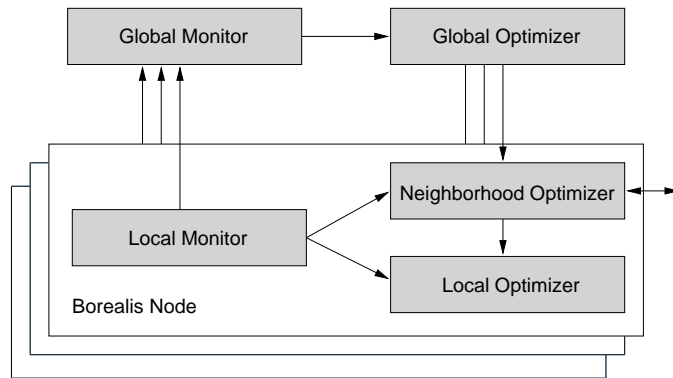 Global Monitor
Global Optimizer
Neighborhood Optimizer
Local Monitor
Local Optimizer
Borealis Node